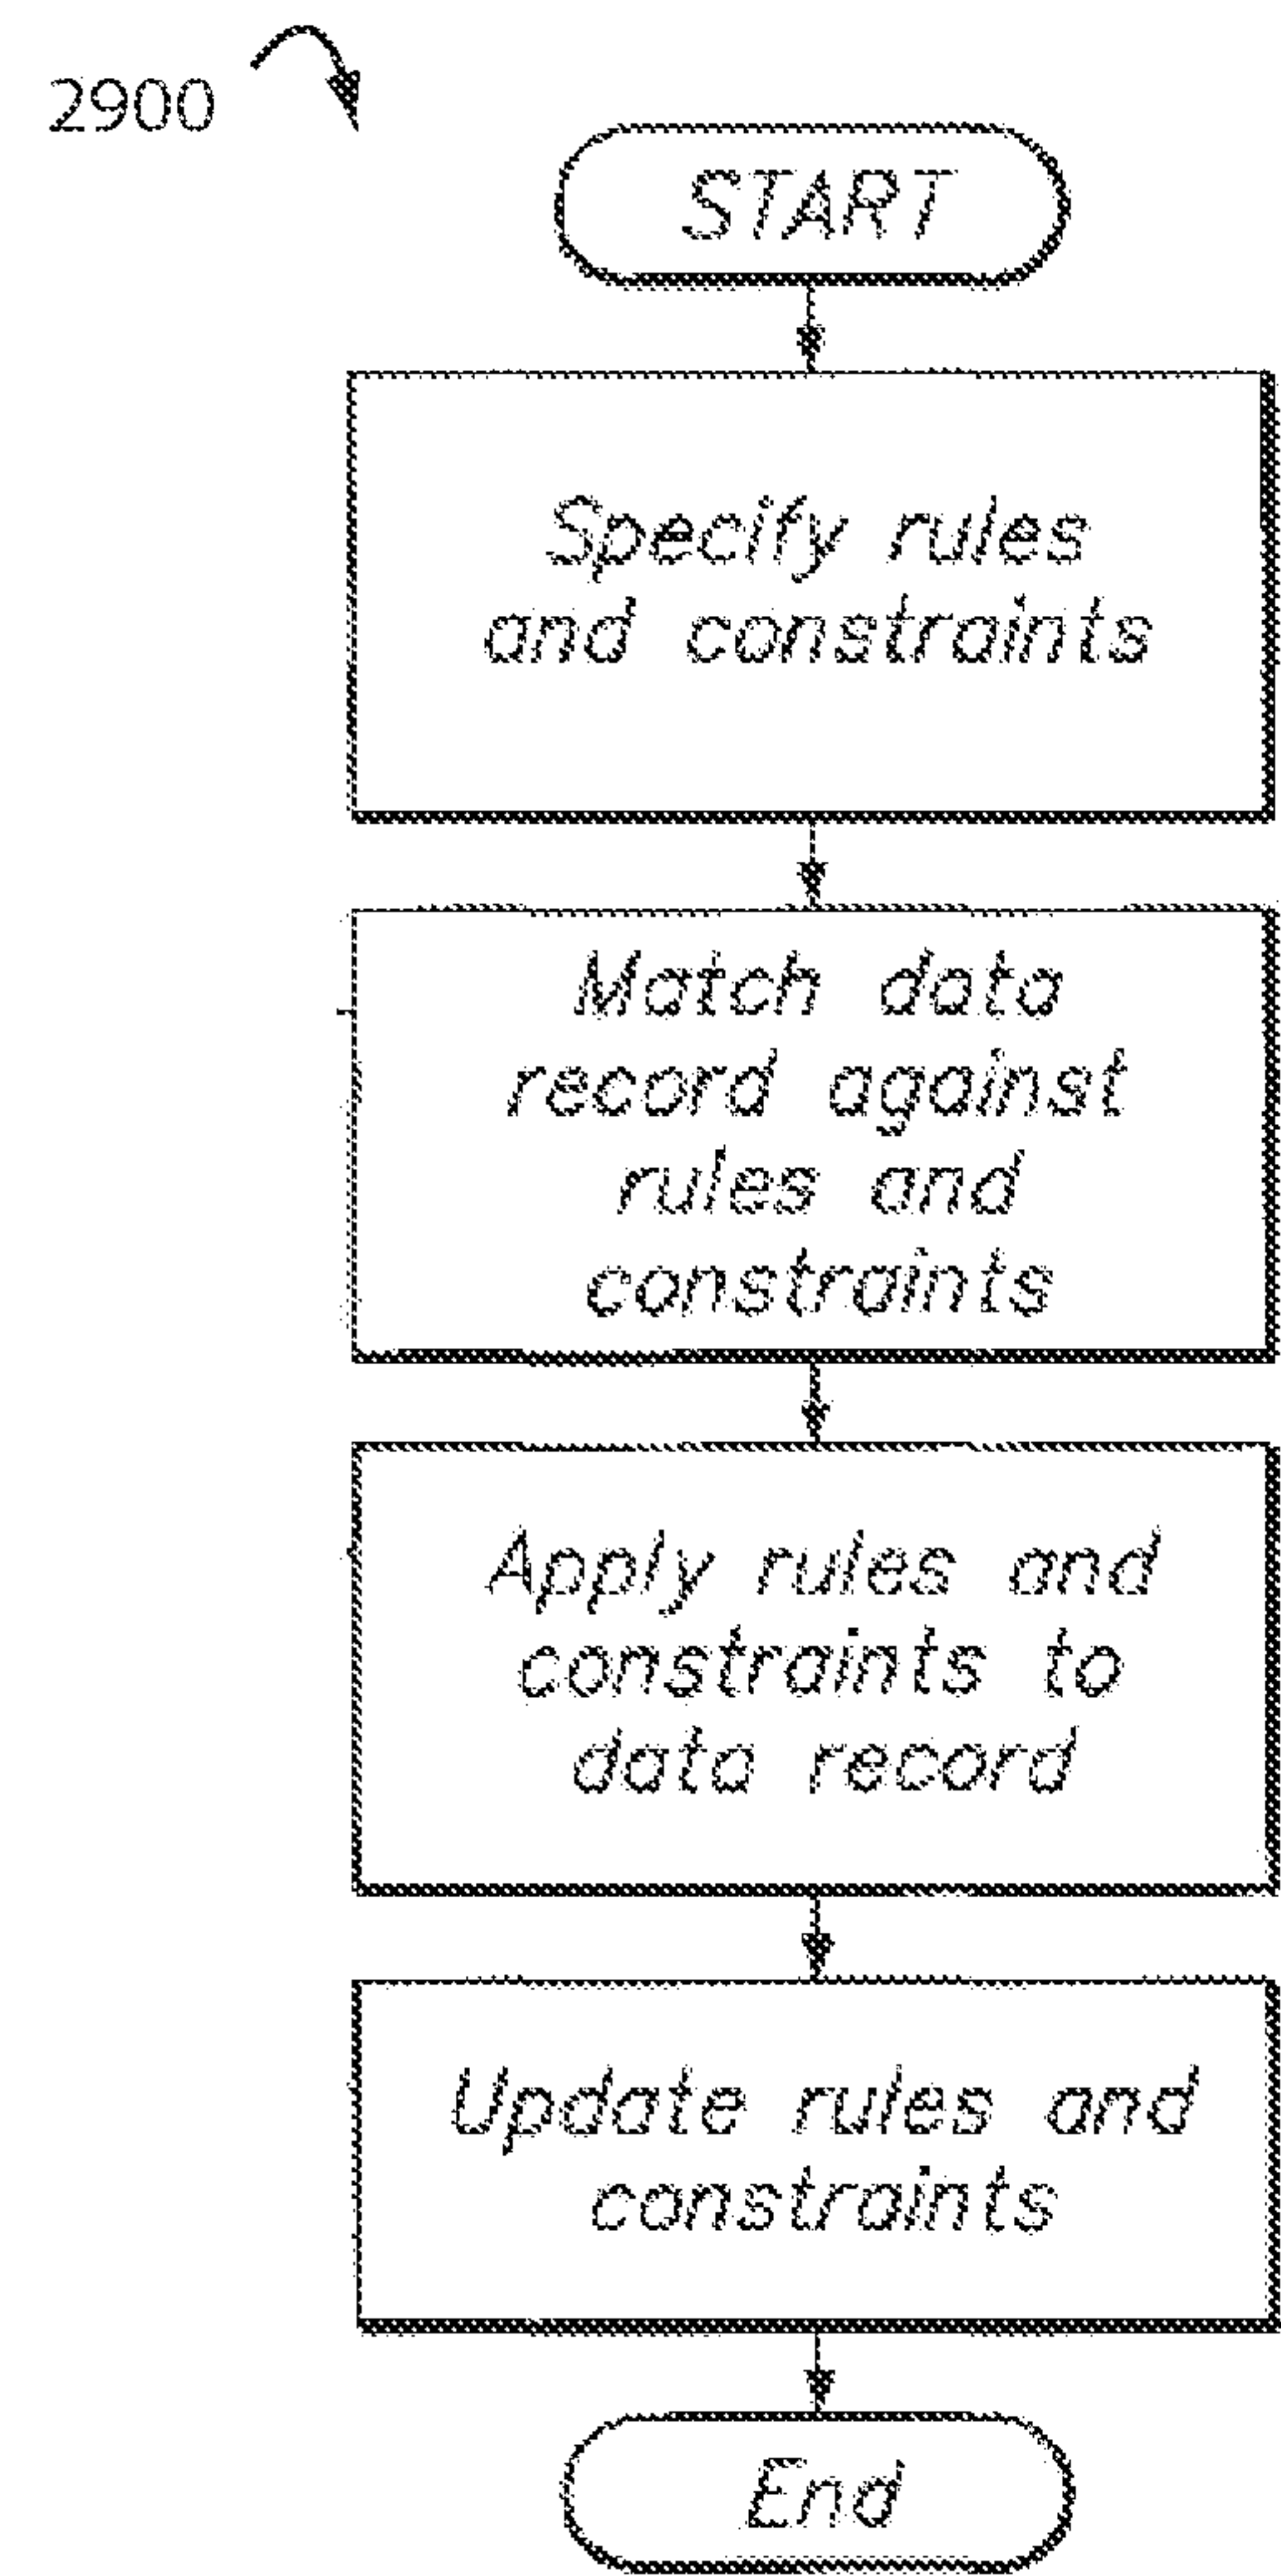 2900
START
Specify rules
and constraints
Match data
record against
rules and
constraints
Apply rules and
constraints to
data record
Update rules and
constraints
End